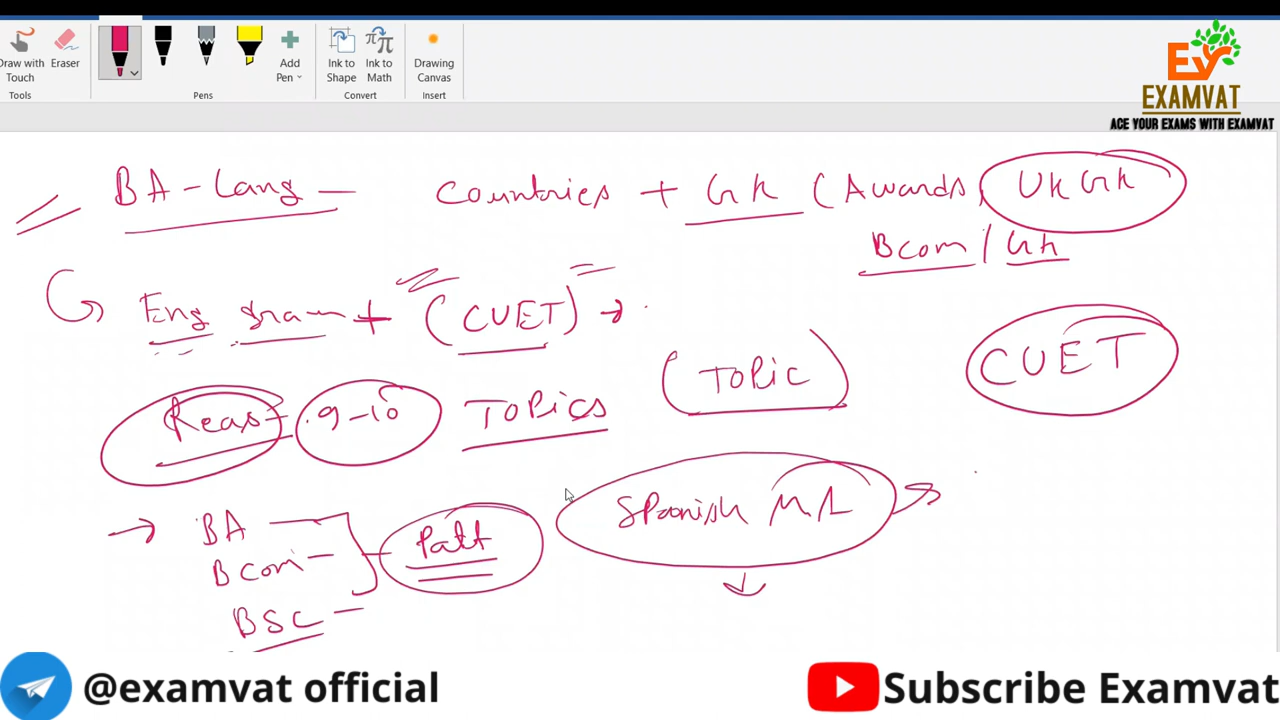 Draw with Touch
Eraser
Add Pen
Ink to Shape
Ink to Math
Drawing Canvas
Tools
Pens
Convert
Insert
EXAMVAT
ACE YOUR EXAMS WITH EXAMVAT
BA - Lang — Countries + GK (Awards, UK GK
Bcom / GK
Eng gram + (CUET) →
(TOPic) CUET
Reas - 9-10 TOPics
Spanish ML →
→ BA
Patt
Bcom —
BSC —
@examvat official
Subscribe Examvat